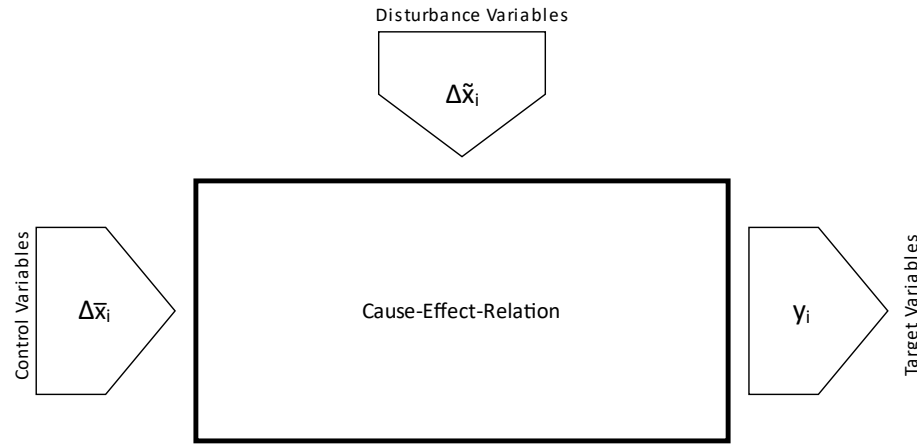 Disturbance Variables
Δx̃ᵢ
Control Variables
Δx̅ᵢ
Cause-Effect-Relation
yᵢ
Target Variables